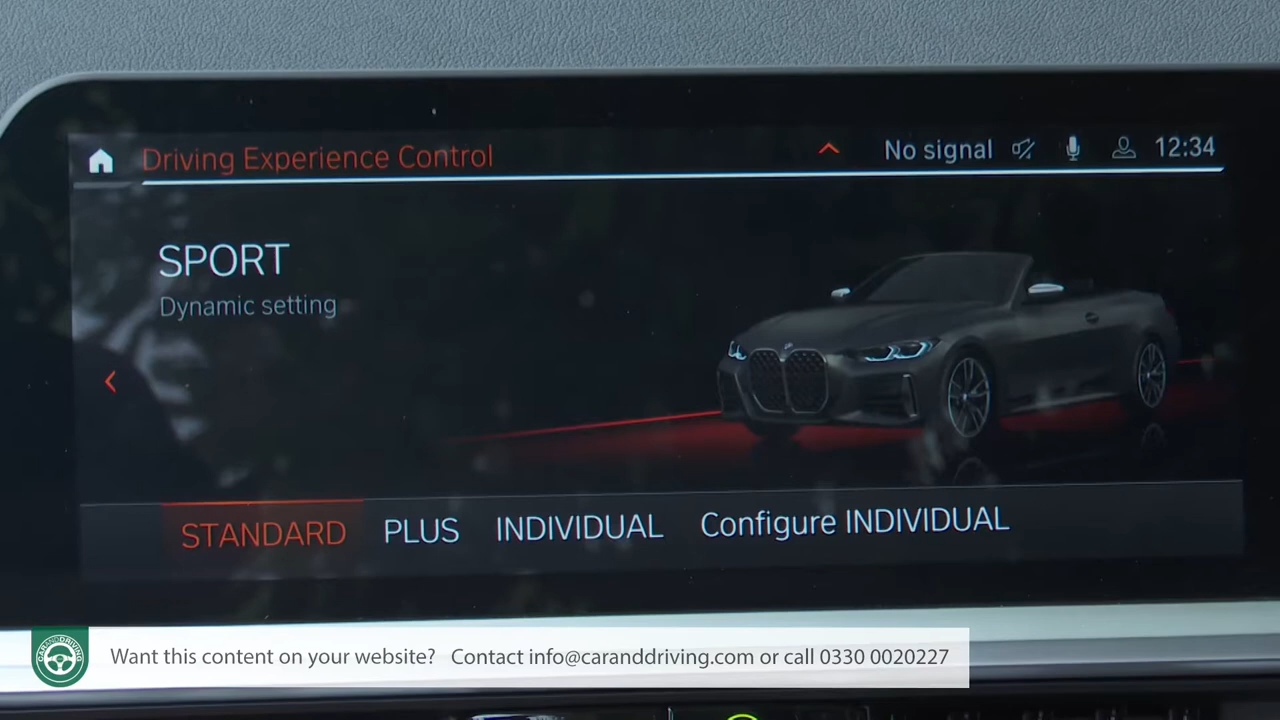 Driving Experience Control
No signal
12:34
SPORT
Dynamic setting
STANDARD PLUS INDIVIDUAL Configure INDIVIDUAL
CARANDDRIVING
Want this content on your website? Contact info@caranddriving.com or call 0330 0020227